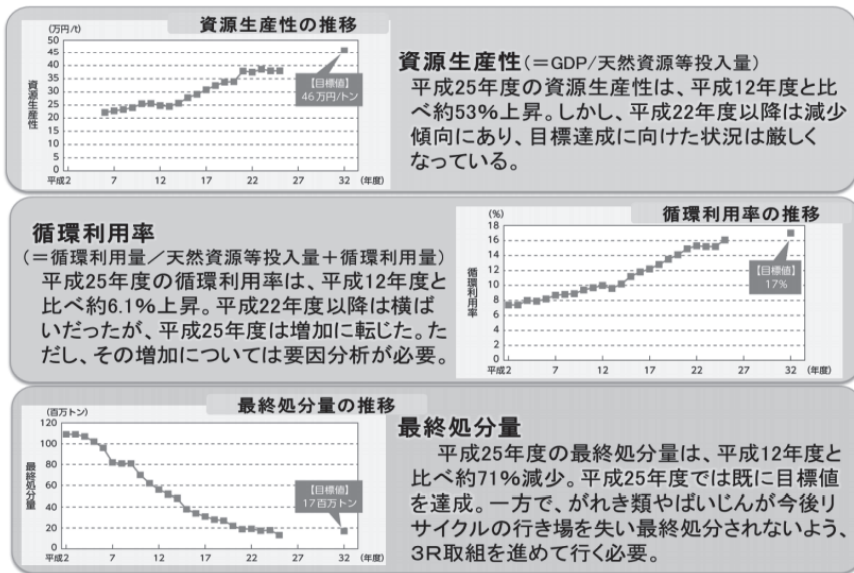 資源生産性の推移
(万円/t)
50
45
40
35
30
25
20
15
10
5
0
資源生産性
【目標値】
46万円/トン
平成2 7 12 17 22 27 32 (年度)
資源生産性(=GDP/天然資源等投入量)
平成25年度の資源生産性は、平成12年度と比
べ約53%上昇。しかし、平成22年度以降は減少
傾向にあり、目標達成に向けた状況は厳しく
なっている。
循環利用率
(=循環利用量/天然資源等投入量+循環利用量)
平成25年度の循環利用率は、平成12年度と
比べ約6.1%上昇。平成22年度以降は横ば
いだったが、平成25年度は増加に転じた。た
だし、その増加については要因分析が必要。
循環利用率の推移
(%)
18
16
14
12
10
8
6
4
2
0
循環利用率
【目標値】
17%
平成2 7 12 17 22 27 32 (年度)
最終処分量の推移
(百万トン)
120
100
80
60
40
20
0
最終処分量
【目標値】
17百万トン
平成2 7 12 17 22 27 32 (年度)
最終処分量
平成25年度の最終処分量は、平成12年度と
比べ約71%減少。平成25年度では既に目標値
を達成。一方で、がれき類やばいじんが今後リ
サイクルの行き場を失い最終処分されないよう、
3R取組を進めて行く必要。